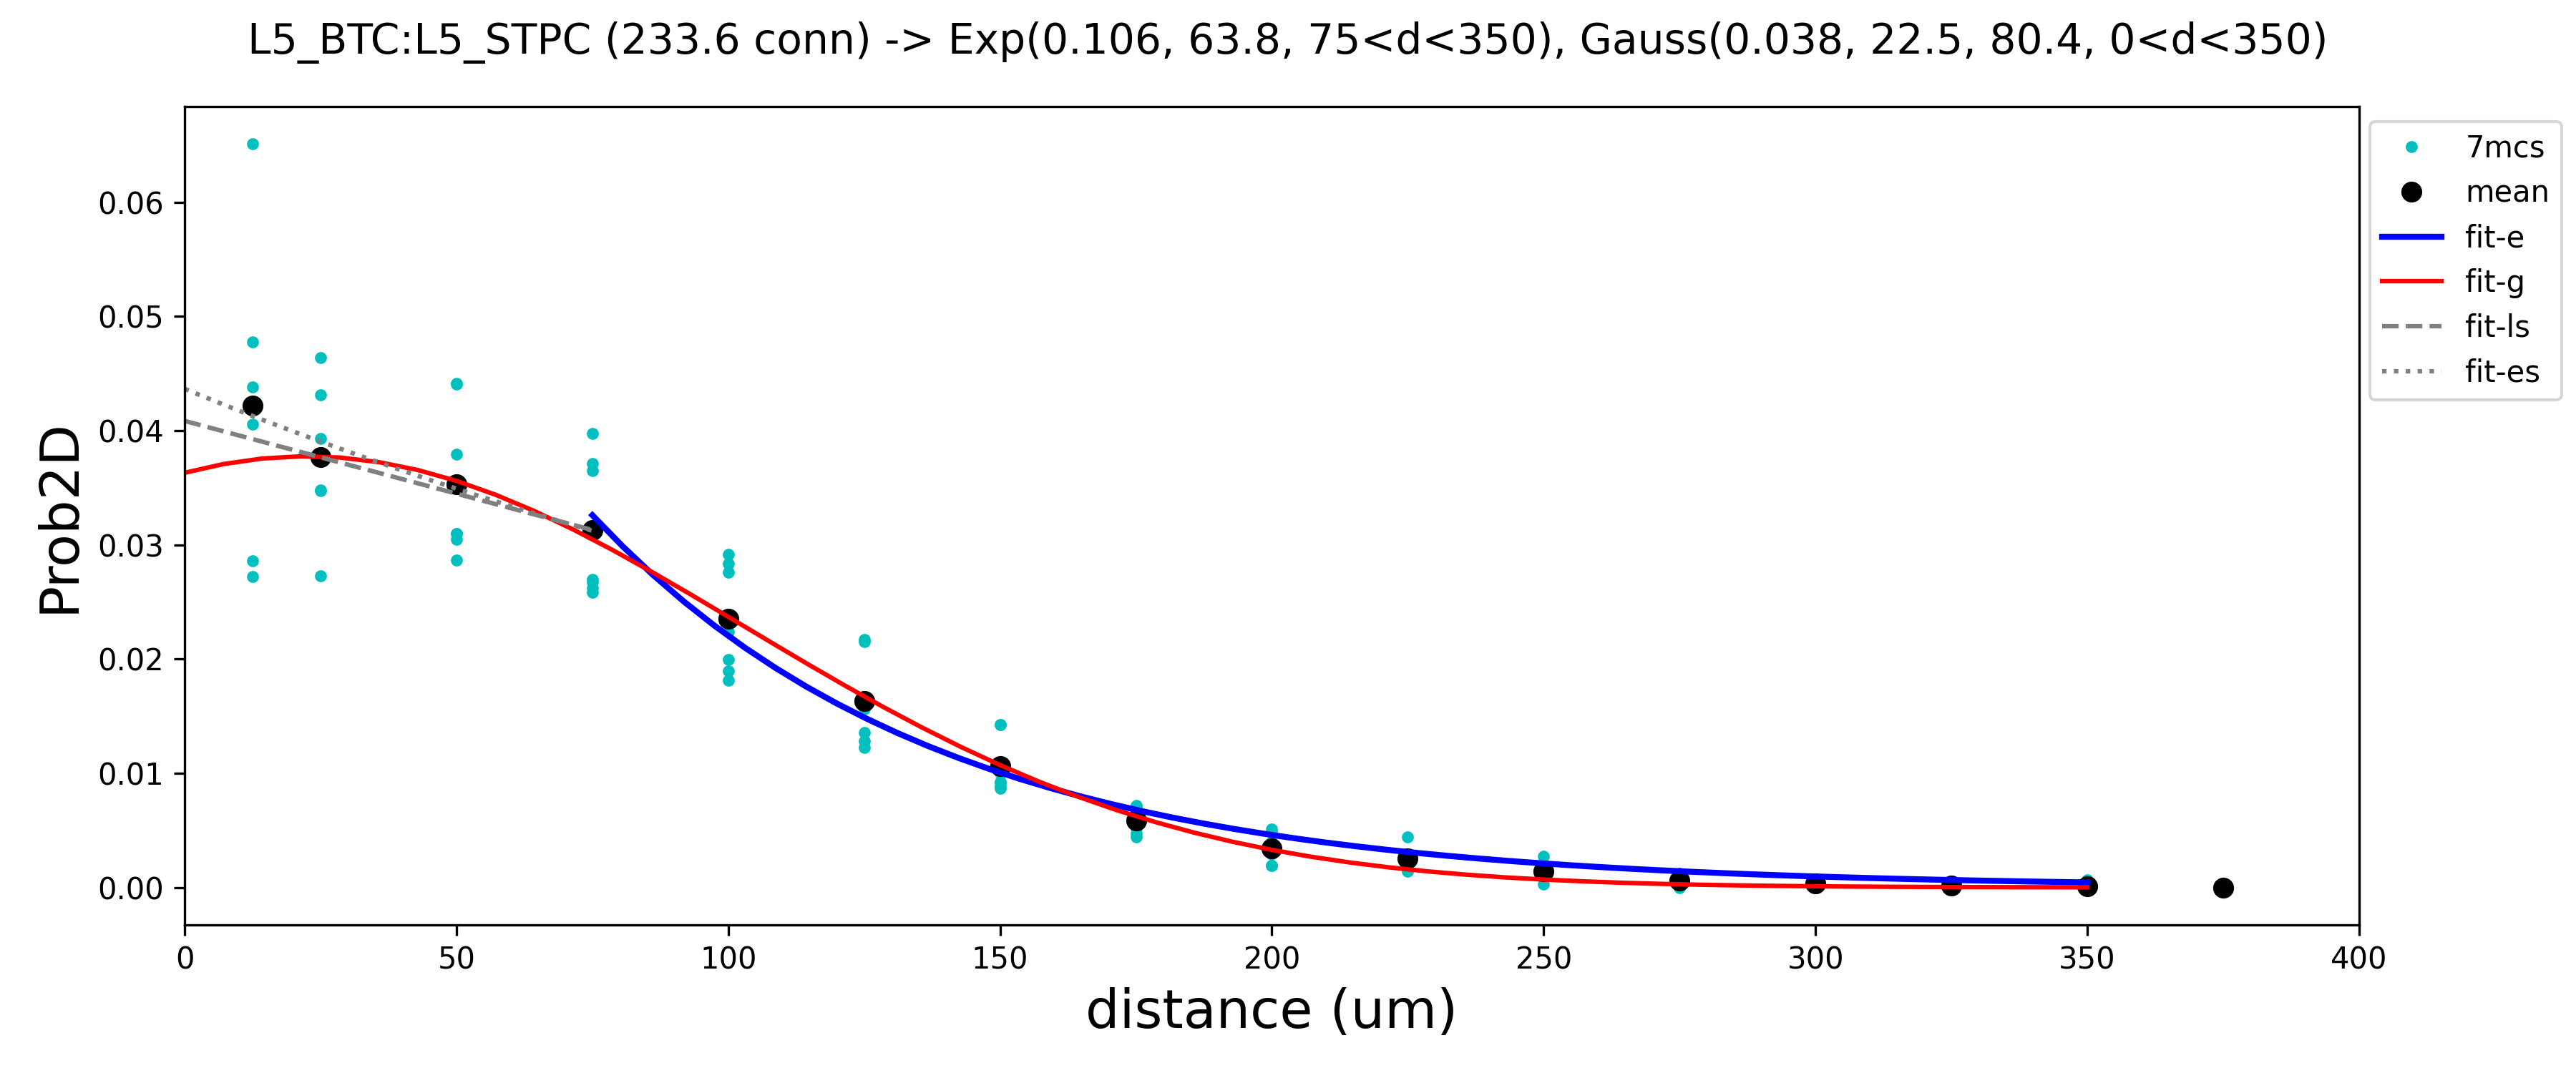 L5_BTC:L5_STPC (233.6 conn) -> Exp(0.106, 63.8, 75<d<350), Gauss(0.038, 22.5, 80.4, 0<d<350)
7mcs
mean
fit-e
fit-g
fit-ls
fit-es
Prob2D
0.06
0.05
0.04
0.03
0.02
0.01
0.00
0 50 100 150 200 250 300 350 400
distance (um)